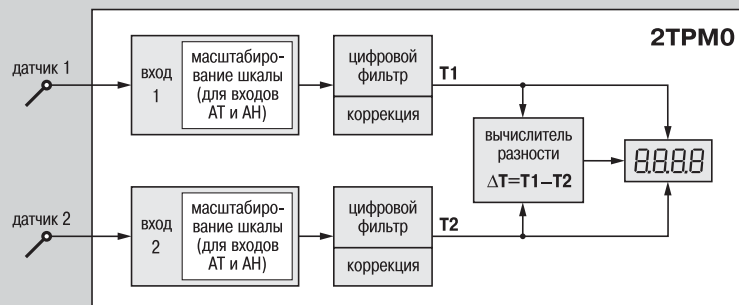 2ТРМ0
датчик 1
вход
1
масштабиро-
вание шкалы
(для входов
АТ и АН)
цифровой
фильтр
коррекция
Т1
вычислитель
разности
ΔТ=Т1–Т2
8.8.8.8
датчик 2
вход
2
масштабиро-
вание шкалы
(для входов
АТ и АН)
цифровой
фильтр
коррекция
Т2